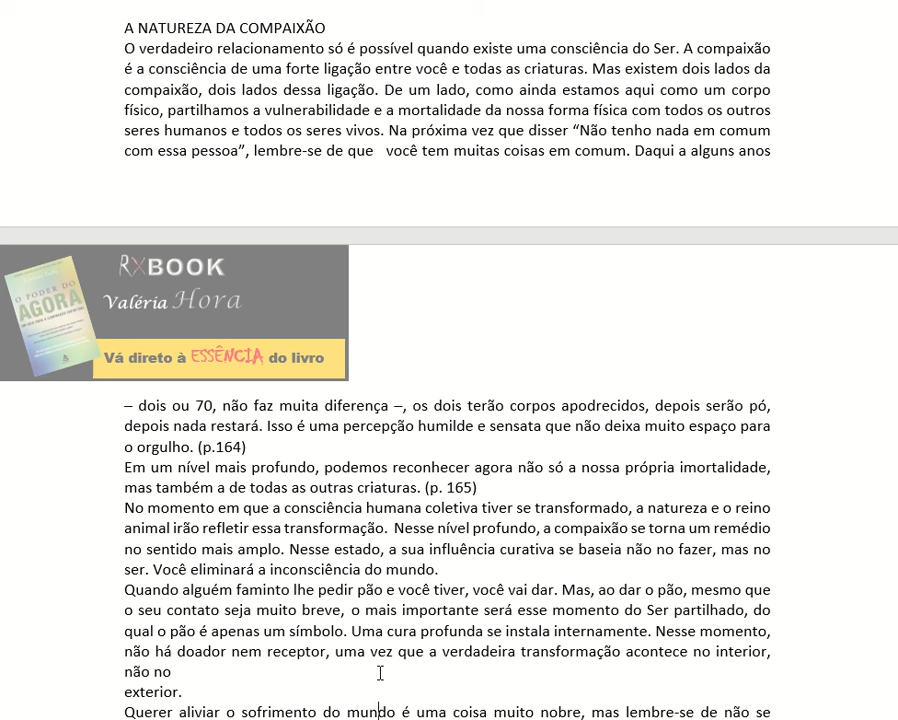 A NATUREZA DA COMPAIXÃO
O verdadeiro relacionamento só é possível quando existe uma consciência do Ser. A compaixão
é a consciência de uma forte ligação entre você e todas as criaturas. Mas existem dois lados da
compaixão, dois lados dessa ligação. De um lado, como ainda estamos aqui como um corpo
físico, partilhamos a vulnerabilidade e a mortalidade da nossa forma física com todos os outros
seres humanos e todos os seres vivos. Na próxima vez que disser “Não tenho nada em comum
com essa pessoa”, lembre-se de que você tem muitas coisas em comum. Daqui a alguns anos
RXBOOK
Valéria Hora
O PODER DO
AGORA
Vá direto à ESSÊNCIA do livro
– dois ou 70, não faz muita diferença –, os dois terão corpos apodrecidos, depois serão pó,
depois nada restará. Isso é uma percepção humilde e sensata que não deixa muito espaço para
o orgulho. (p.164)
Em um nível mais profundo, podemos reconhecer agora não só a nossa própria imortalidade,
mas também a de todas as outras criaturas. (p. 165)
No momento em que a consciência humana coletiva tiver se transformado, a natureza e o reino
animal irão refletir essa transformação. Nesse nível profundo, a compaixão se torna um remédio
no sentido mais amplo. Nesse estado, a sua influência curativa se baseia não no fazer, mas no
ser. Você eliminará a inconsciência do mundo.
Quando alguém faminto lhe pedir pão e você tiver, você vai dar. Mas, ao dar o pão, mesmo que
o seu contato seja muito breve, o mais importante será esse momento do Ser partilhado, do
qual o pão é apenas um símbolo. Uma cura profunda se instala internamente. Nesse momento,
não há doador nem receptor, uma vez que a verdadeira transformação acontece no interior,
não no
exterior.
Querer aliviar o sofrimento do mundo é uma coisa muito nobre, mas lembre-se de não se